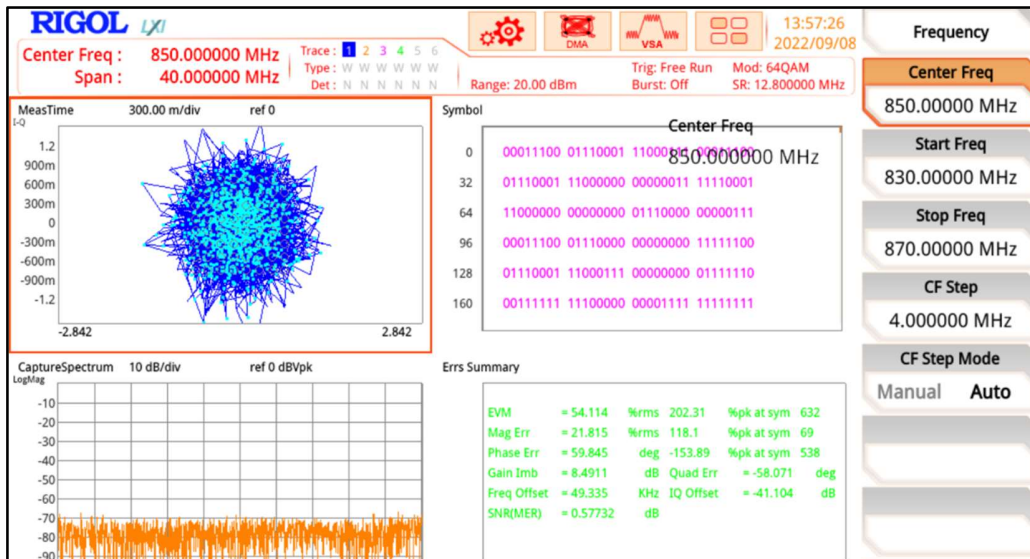 RIGOL LXI
DMA
VSA
13:57:26
2022/09/08
Center Freq : 850.000000 MHz
Span : 40.000000 MHz
Trace : 1 2 3 4 5 6
Type : W W W W W W
Det : N N N N N N
Range: 20.00 dBm
Trig: Free Run Mod: 64QAM
Burst: Off SR: 12.800000 MHz
MeasTime 300.00 m/div ref 0
I-Q
1.2
900m
600m
300m
0
-300m
-600m
-900m
-1.2
-2.842 2.842
Symbol
Center Freq
850.000000 MHz
0 00011100 01110001 11000111 00011100
32 01110001 11000000 00000011 11110001
64 11000000 00000000 01110000 00000111
96 00011100 01110000 00000000 11111100
128 01110001 11000111 00000000 01111110
160 00111111 11100000 00001111 11111111
CaptureSpectrum 10 dB/div ref 0 dBVpk
LogMag
-10
-20
-30
-40
-50
-60
-70
-80
-90
Errs Summary
EVM = 54.114 %rms 202.31 %pk at sym 632
Mag Err = 21.815 %rms 118.1 %pk at sym 69
Phase Err = 59.845 deg -153.89 %pk at sym 538
Gain Imb = 8.4911 dB Quad Err = -58.071 deg
Freq Offset = 49.335 KHz IQ Offset = -41.104 dB
SNR(MER) = 0.57732 dB
Frequency
Center Freq
850.00000 MHz
Start Freq
830.00000 MHz
Stop Freq
870.00000 MHz
CF Step
4.000000 MHz
CF Step Mode
Manual Auto